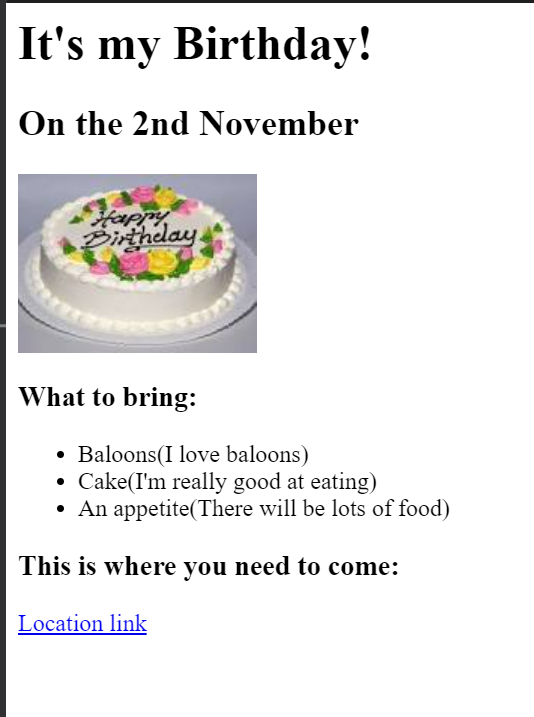 It's my Birthday!
On the 2nd November
Happy
Birthday
What to bring:
Baloons(I love baloons)
Cake(I'm really good at eating)
An appetite(There will be lots of food)
This is where you need to come:
Location link